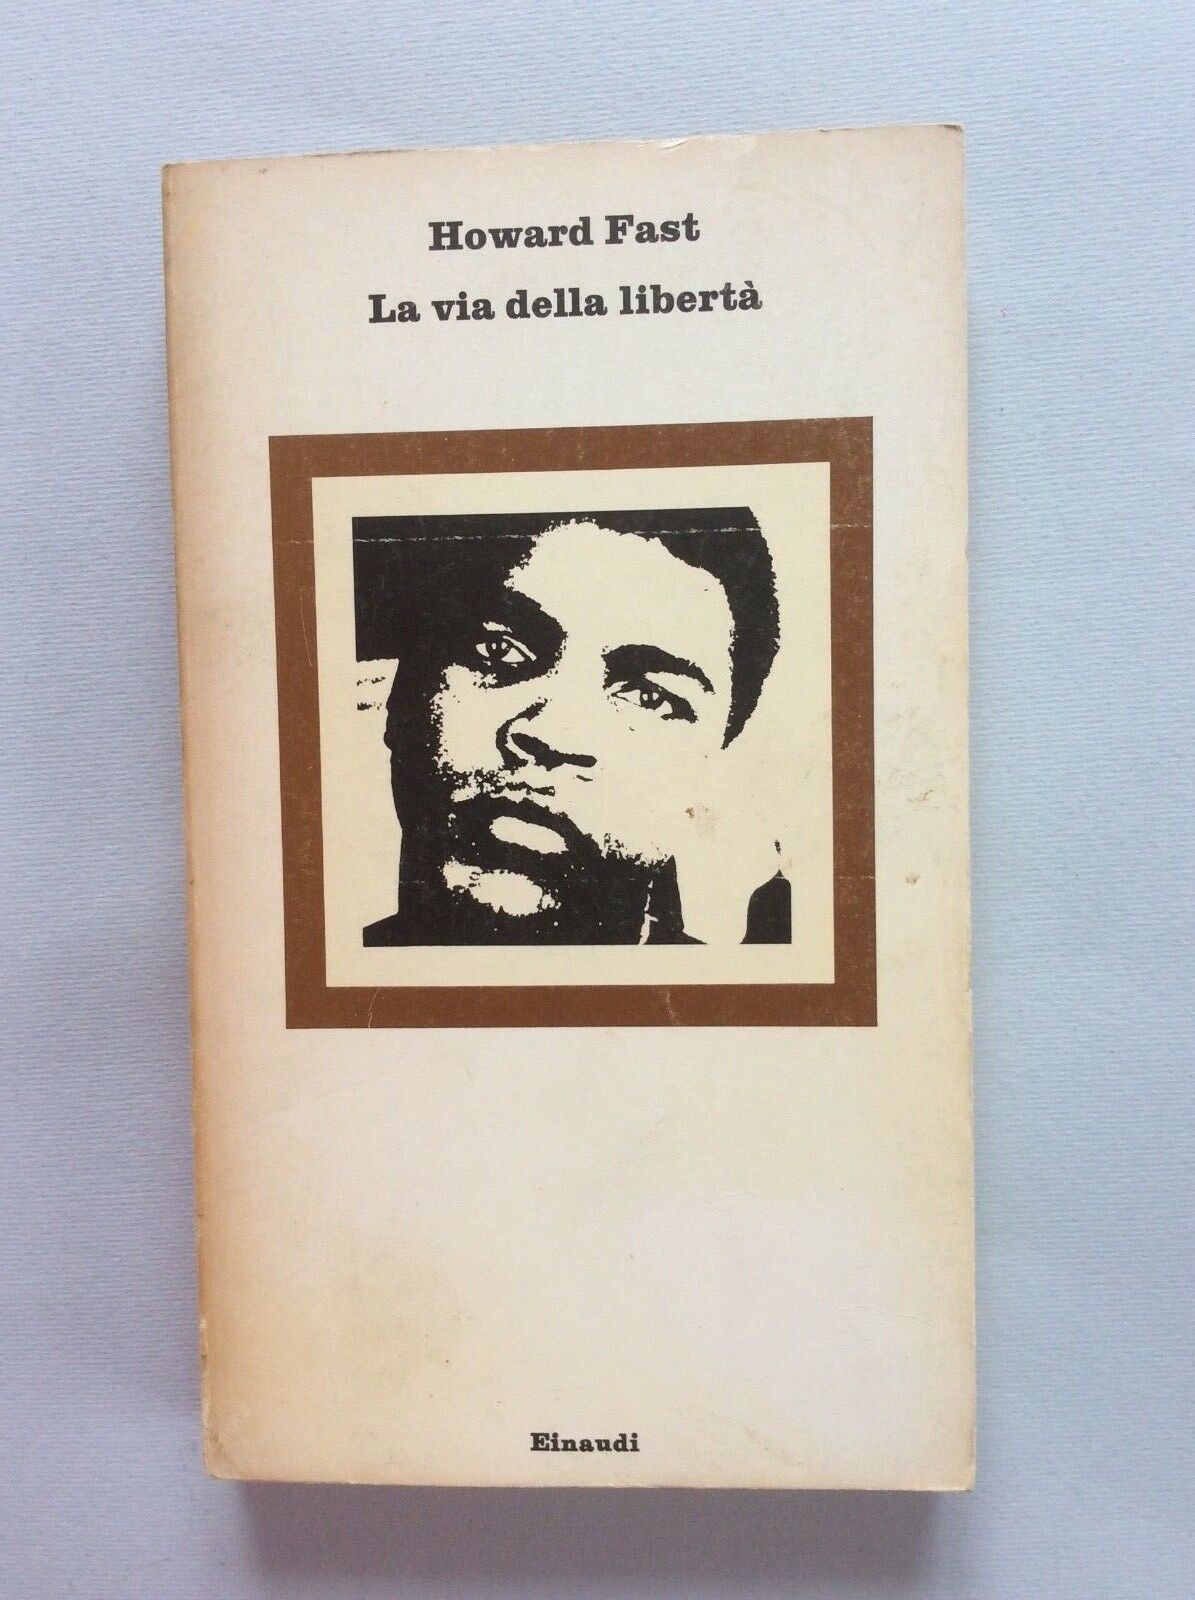 Howard Fast
La via della libertà
Einaudi